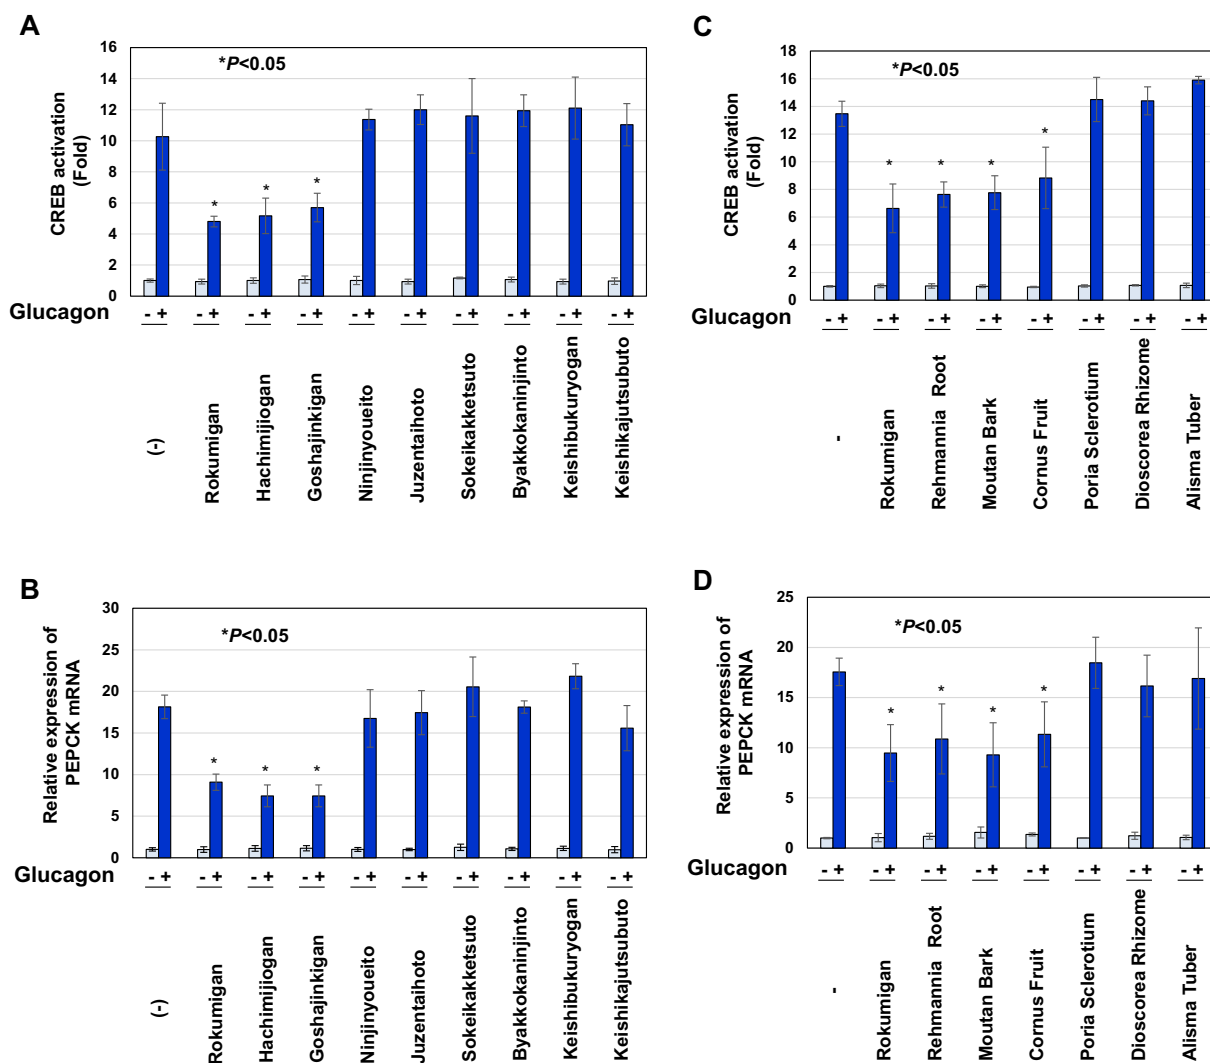 A
CREB activation
(Fold)
16
14
12
10
8
6
4
2
0
*P<0.05
* * *
Glucagon - + - + - + - + - + - + - + - + - + - +
(-)
Rokumigan
Hachimijiogan
Goshajinkigan
Ninjinyoueito
Juzentaihoto
Sokeikakketsuto
Byakkokaninjinto
Keishibukuryogan
Keishikajutsubuto
B
Relative expression of
PEPCK mRNA
30
25
20
15
10
5
0
*P<0.05
* * *
Glucagon - + - + - + - + - + - + - + - + - + - +
(-)
Rokumigan
Hachimijiogan
Goshajinkigan
Ninjinyoueito
Juzentaihoto
Sokeikakketsuto
Byakkokaninjinto
Keishibukuryogan
Keishikajutsubuto
C
CREB activation
(Fold)
18
16
14
12
10
8
6
4
2
0
*P<0.05
* * * *
Glucagon - + - + - + - + - + - + - + - +
-
Rokumigan
Rehmannia Root
Moutan Bark
Cornus Fruit
Poria Sclerotium
Dioscorea Rhizome
Alisma Tuber
D
Relative expression of
PEPCK mRNA
25
20
15
10
5
0
*P<0.05
* * * *
Glucagon - + - + - + - + - + - + - + - +
-
Rokumigan
Rehmannia Root
Moutan Bark
Cornus Fruit
Poria Sclerotium
Dioscorea Rhizome
Alisma Tuber